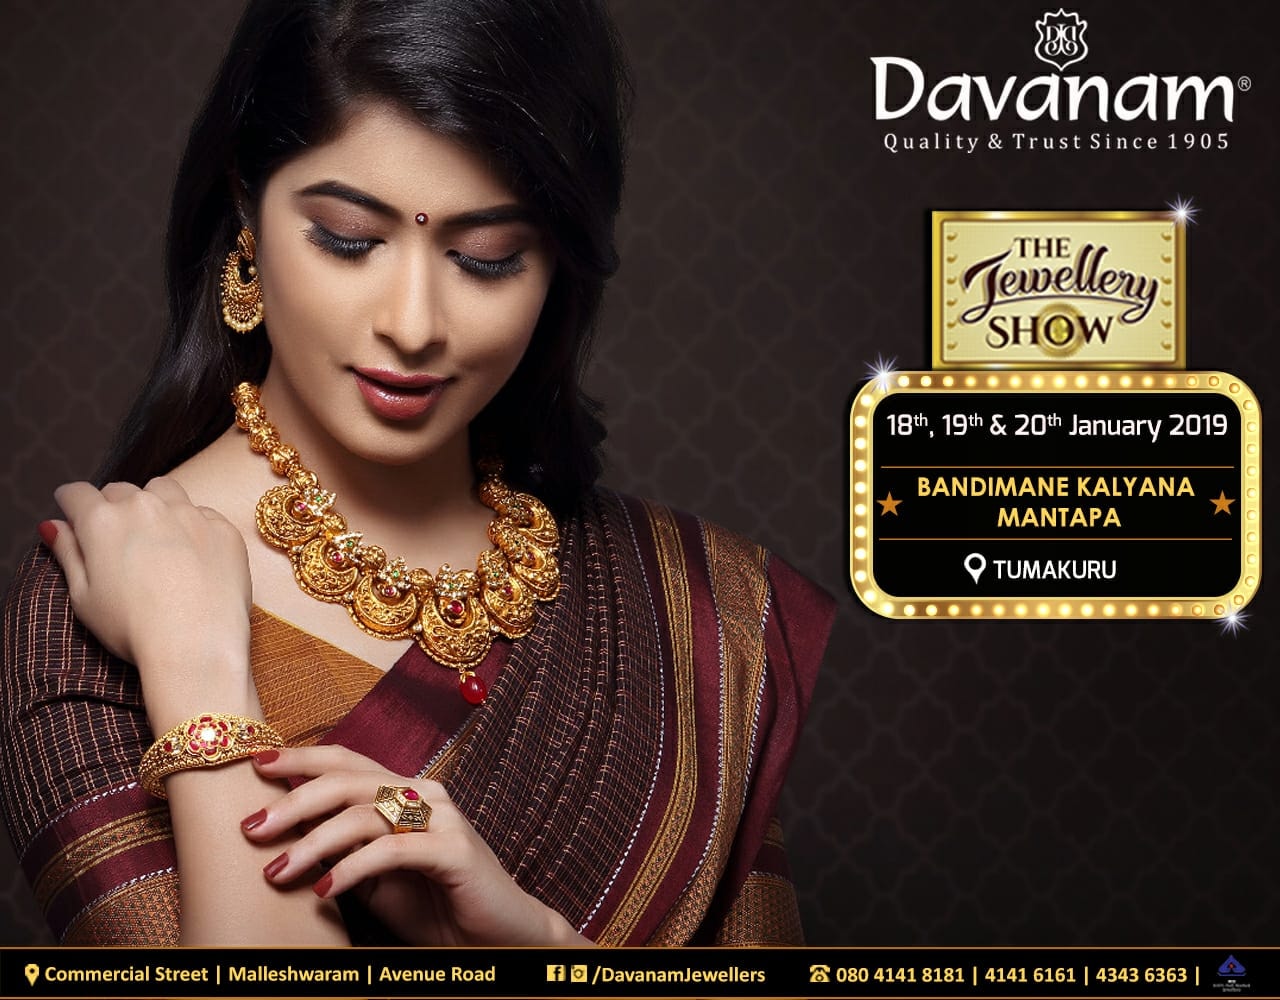 Davanam®
Quality & Trust Since 1905
THE
Jewellery
SHOW
18th, 19th & 20th January 2019
BANDIMANE KALYANA
MANTAPA
TUMAKURU
Commercial Street | Malleshwaram | Avenue Road
/DavanamJewellers
080 4141 8181 | 4141 6161 | 4343 6363 |